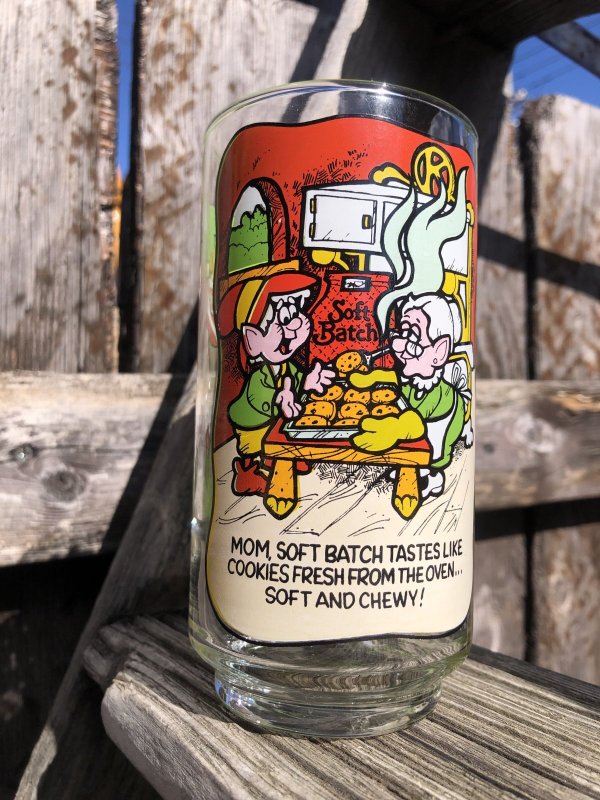 Soft
Batch
MOM, SOFT BATCH TASTES LIKE
COOKIES FRESH FROM THE OVEN...
SOFT AND CHEWY!